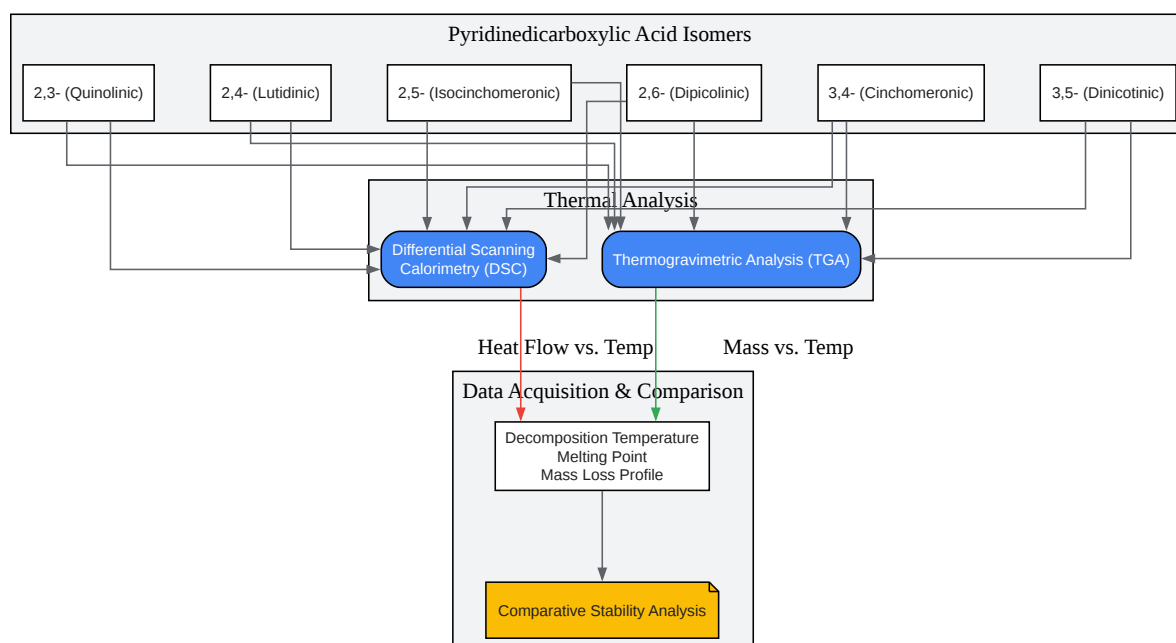 Pyridinedicarboxylic Acid Isomers
2,3- (Quinolinic)
2,4- (Lutidinic)
2,5- (Isocinchomeronic)
2,6- (Dipicolinic)
3,4- (Cinchomeronic)
3,5- (Dinicotinic)
Thermal Analysis
Differential Scanning
Calorimetry (DSC)
Thermogravimetric Analysis (TGA)
Heat Flow vs. Temp
Mass vs. Temp
Data Acquisition & Comparison
Decomposition Temperature
Melting Point
Mass Loss Profile
Comparative Stability Analysis